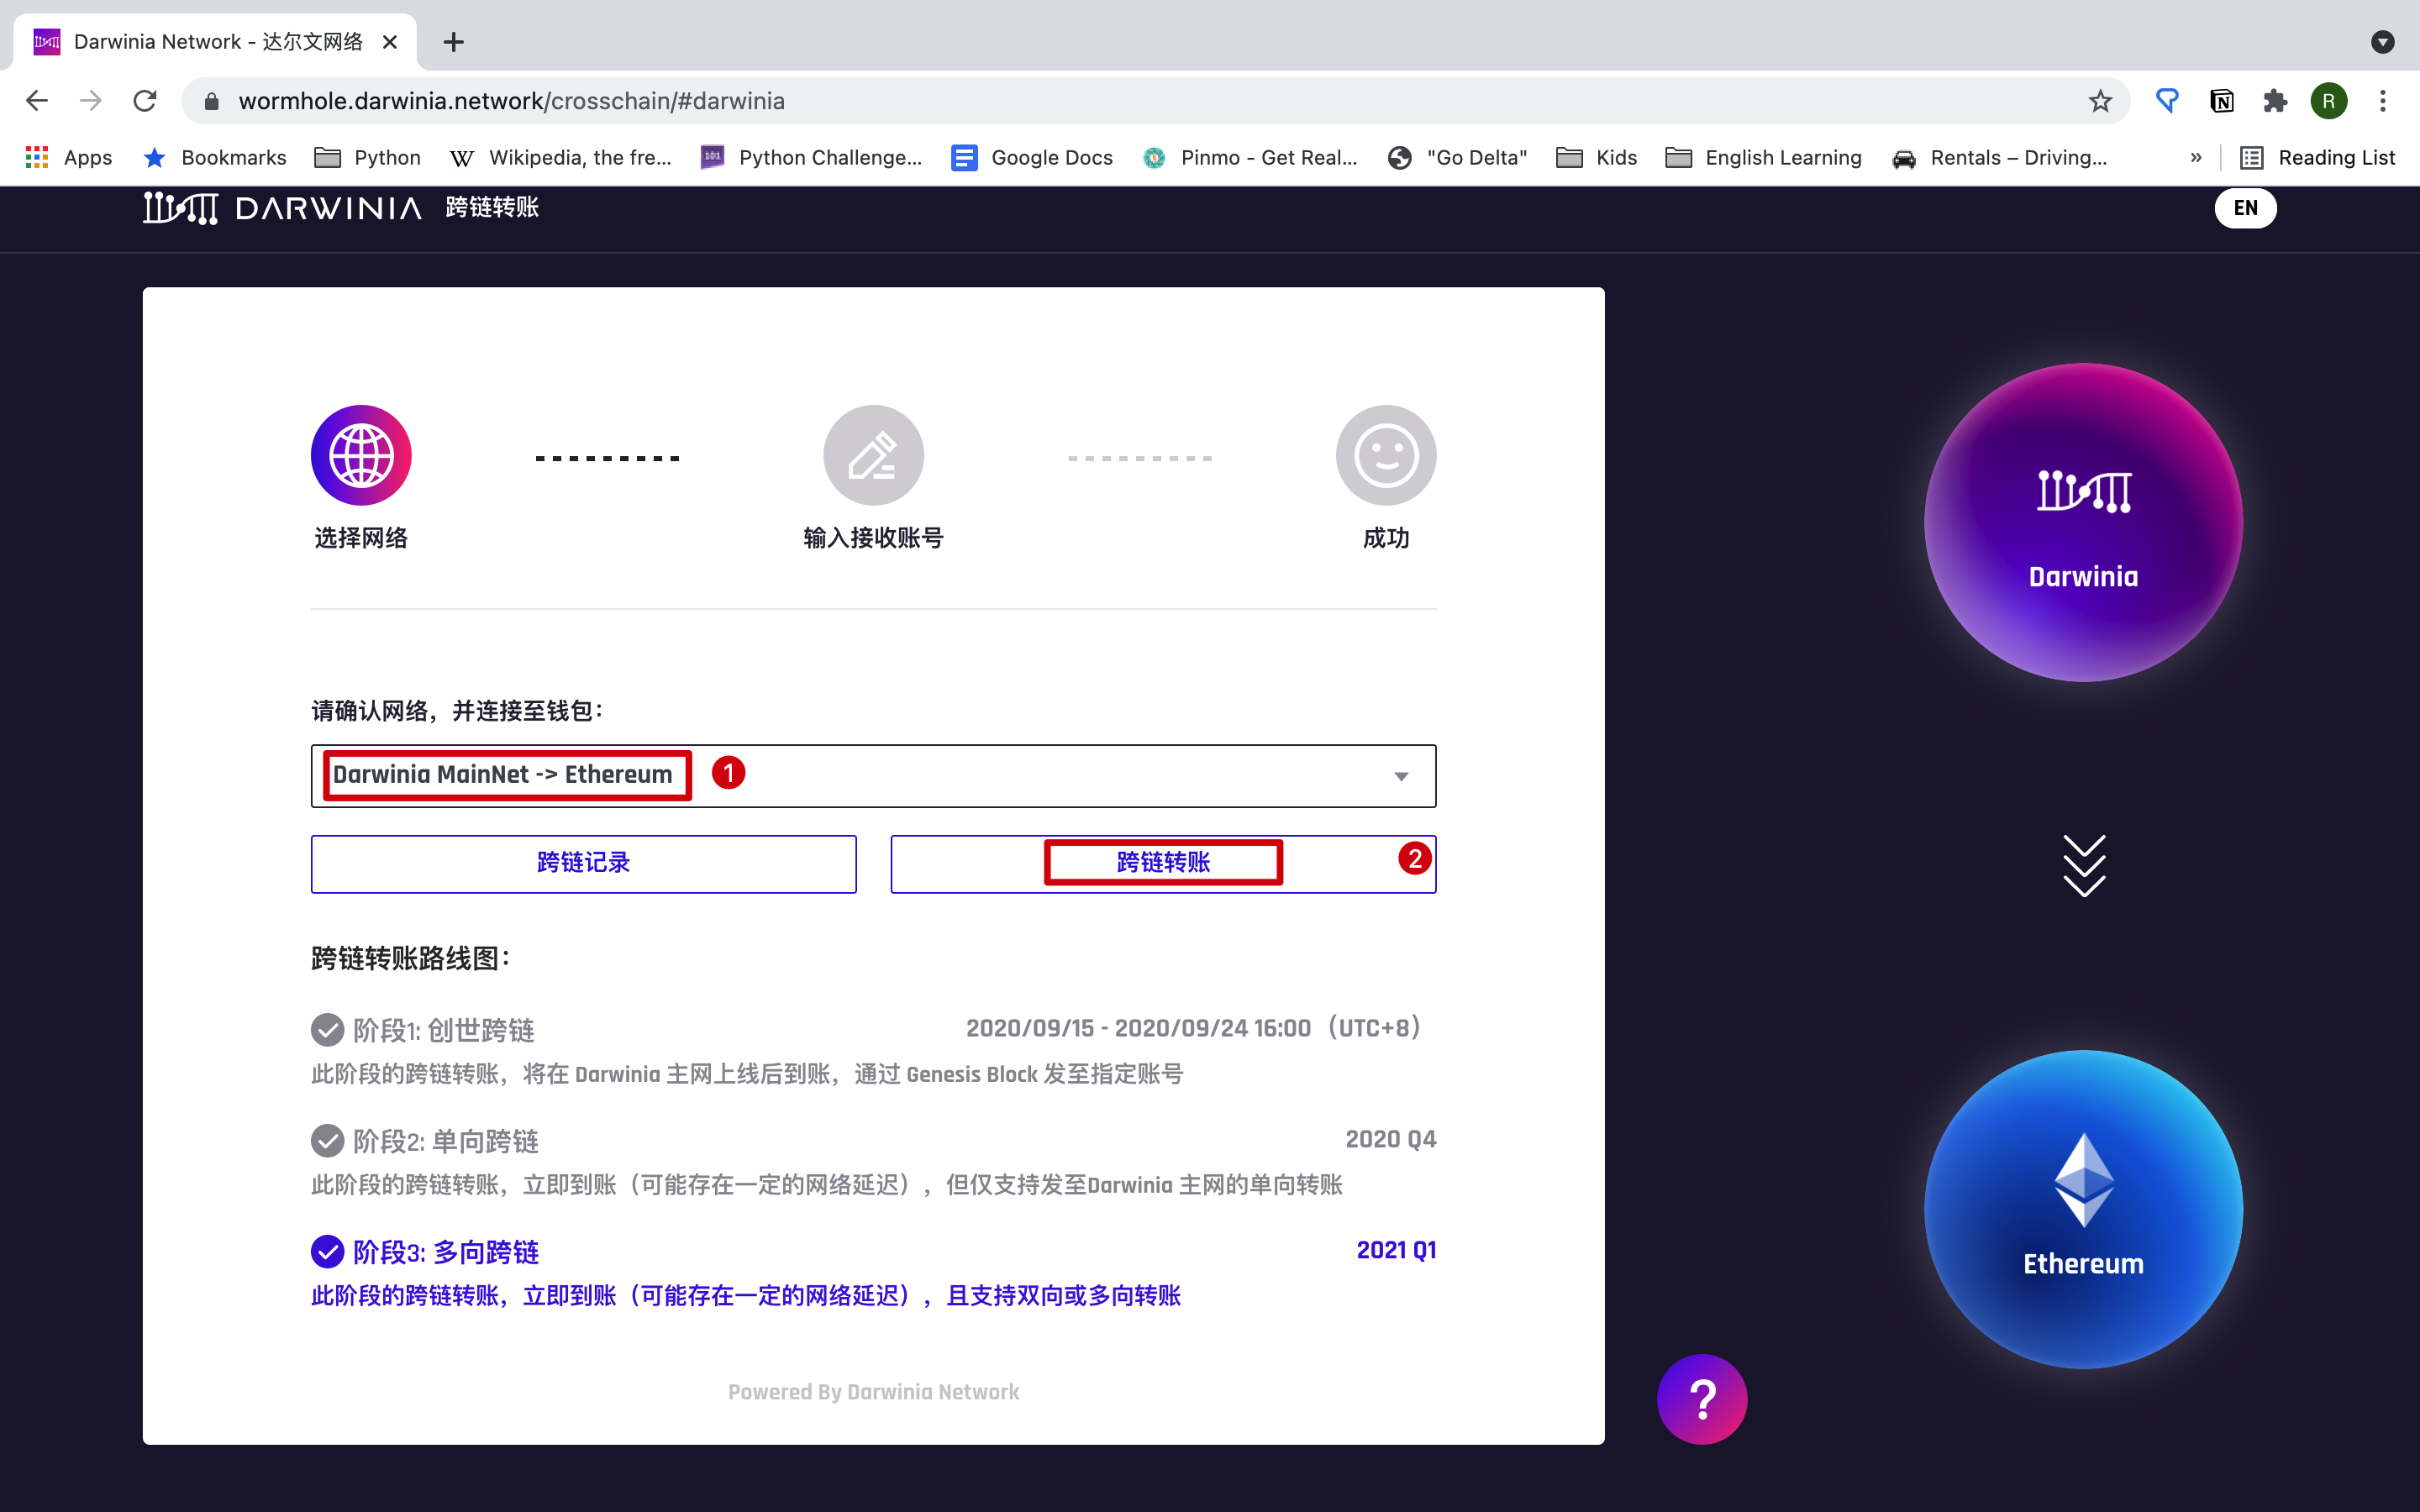 Darwinia Network - 达尔文网络
wormhole.darwinia.network/crosschain/#darwinia
R
Apps Bookmarks Python Wikipedia, the fre... Python Challenge... Google Docs Pinmo - Get Real... "Go Delta" Kids English Learning Rentals – Driving... » Reading List
DARWINIA 跨链转账 EN
选择网络 输入接收账号 成功
请确认网络，并连接至钱包：
Darwinia MainNet -> Ethereum 1
跨链记录 跨链转账 2
跨链转账路线图：
阶段1: 创世跨链 2020/09/15 - 2020/09/24 16:00（UTC+8）
此阶段的跨链转账，将在 Darwinia 主网上线后到账，通过 Genesis Block 发至指定账号
阶段2: 单向跨链 2020 Q4
此阶段的跨链转账，立即到账（可能存在一定的网络延迟），但仅支持发至Darwinia 主网的单向转账
阶段3: 多向跨链 2021 Q1
此阶段的跨链转账，立即到账（可能存在一定的网络延迟），且支持双向或多向转账
Powered By Darwinia Network
Darwinia
Ethereum
?